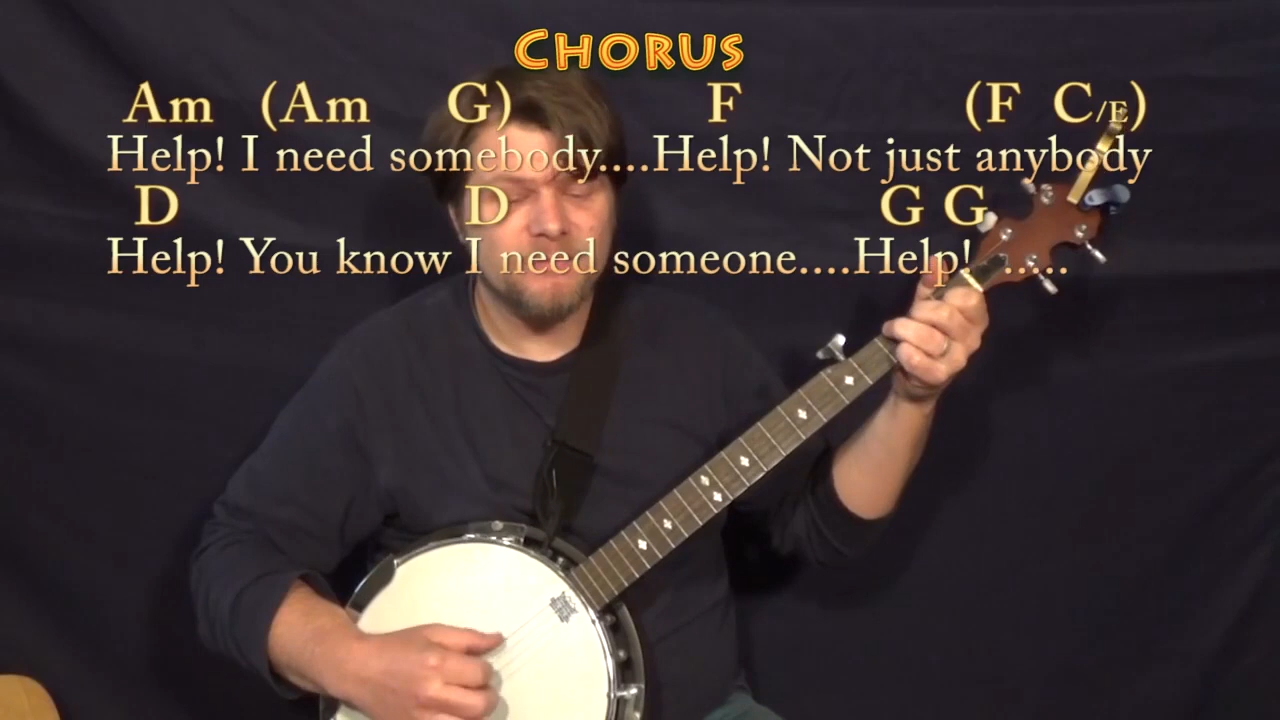 CHORUS
Am (Am G) F (F C/E)
Help! I need somebody....Help! Not just anybody
D D G G
Help! You know I need someone....Help! .....